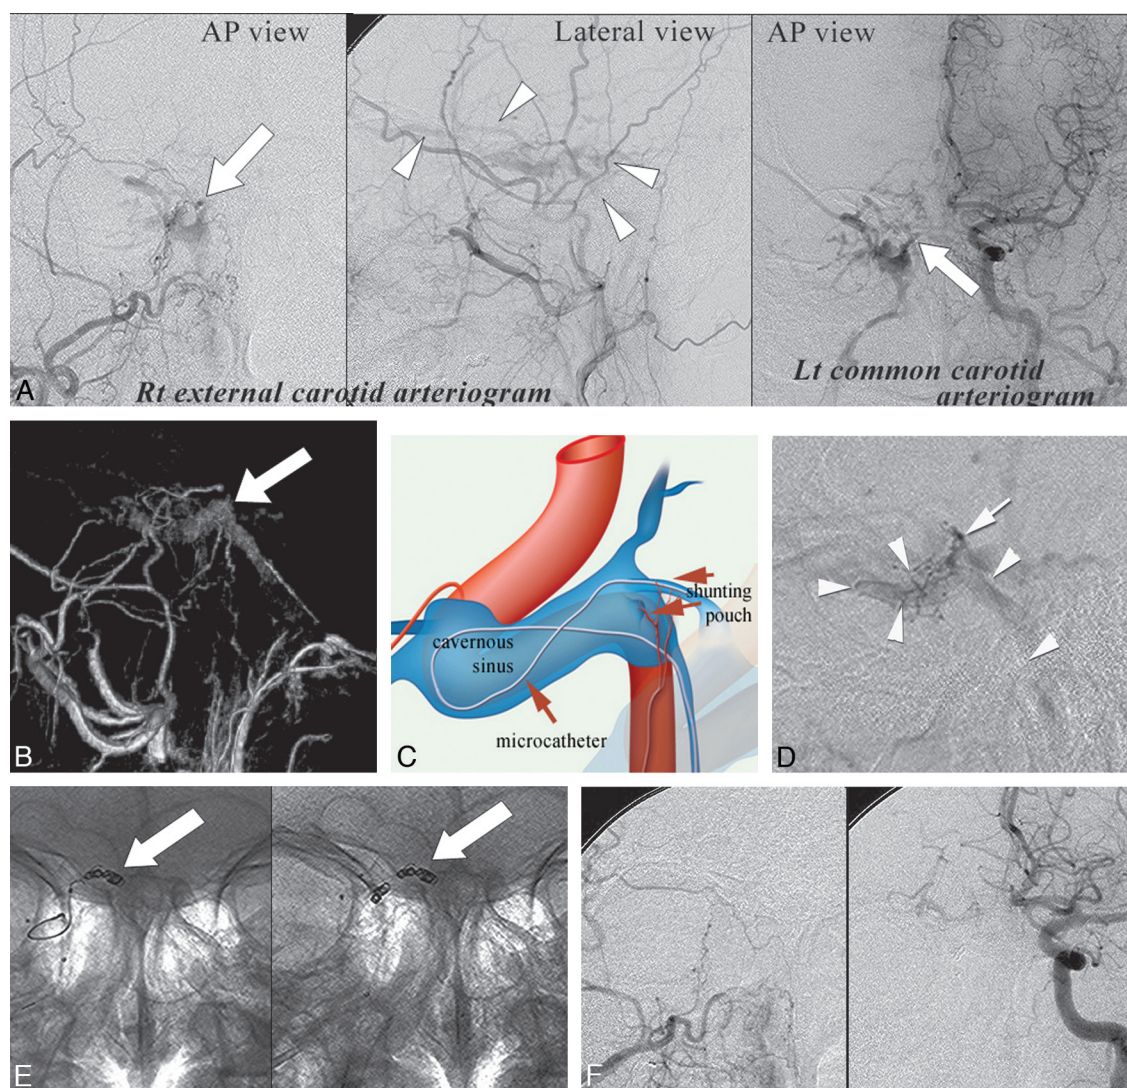 AP view
Lateral view
AP view
A
Rt external carotid arteriogram
Lt common carotid
arteriogram
B
cavernous
sinus
shunting
pouch
microcatheter
C
D
E
F